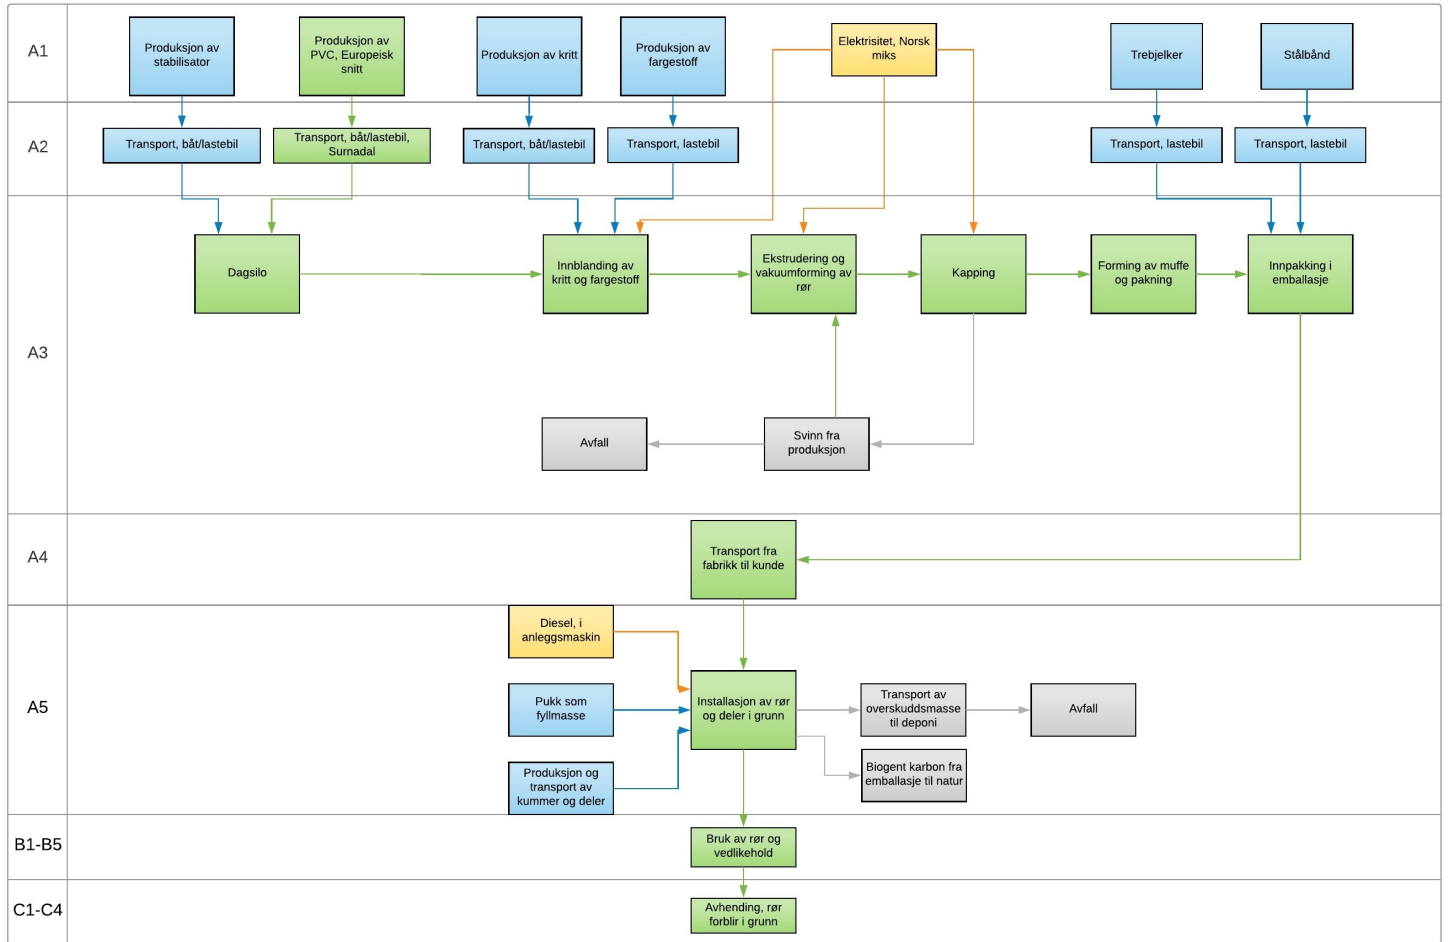 A1
Produksjon av
stabilisator
Produksjon av
PVC, Europeisk
snitt
Produksjon av kritt
Produksjon av
fargestoff
Elektrisitet, Norsk
miks
Trebjelker
Stålbånd
A2
Transport, båt/lastebil
Transport, båt/lastebil,
Surnadal
Transport, båt/lastebil
Transport, lastebil
Transport, lastebil
Transport, lastebil
A3
Dagsilo
Innblanding av
kritt og fargestoff
Ekstrudering og
vakuumforming av
rør
Kapping
Forming av muffe
og pakning
Innpakking i
emballasje
Avfall
Svinn fra
produksjon
A4
Transport fra
fabrikk til kunde
A5
Diesel, i
anleggsmaskin
Pukk som
fyllmasse
Produksjon og
transport av
kummer og deler
Installasjon av rør
og deler i grunn
Transport av
overskuddsmasse
til deponi
Avfall
Biogent karbon fra
emballasje til natur
B1-B5
Bruk av rør og
vedlikehold
C1-C4
Avhending, rør
forblir i grunn